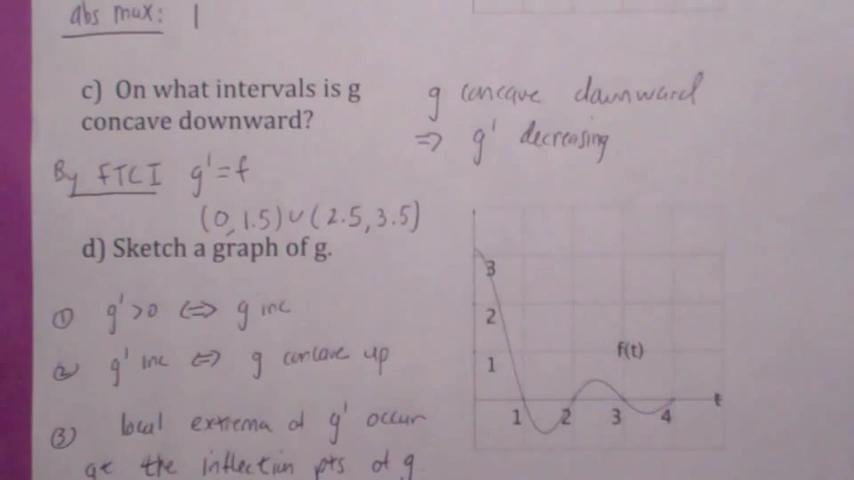 abs max: 1
c) On what intervals is g
concave downward?
g concave downward
⇒ g' decreasing
By FTC I g' = f
(0, 1.5) ∪ (2.5, 3.5)
d) Sketch a graph of g.
① g' > 0 ⇔ g inc
② g' inc ⇔ g concave up
③ local extrema of g' occur
at the inflection pts of g
3
2
1
f(t)
1 2 3 4 t